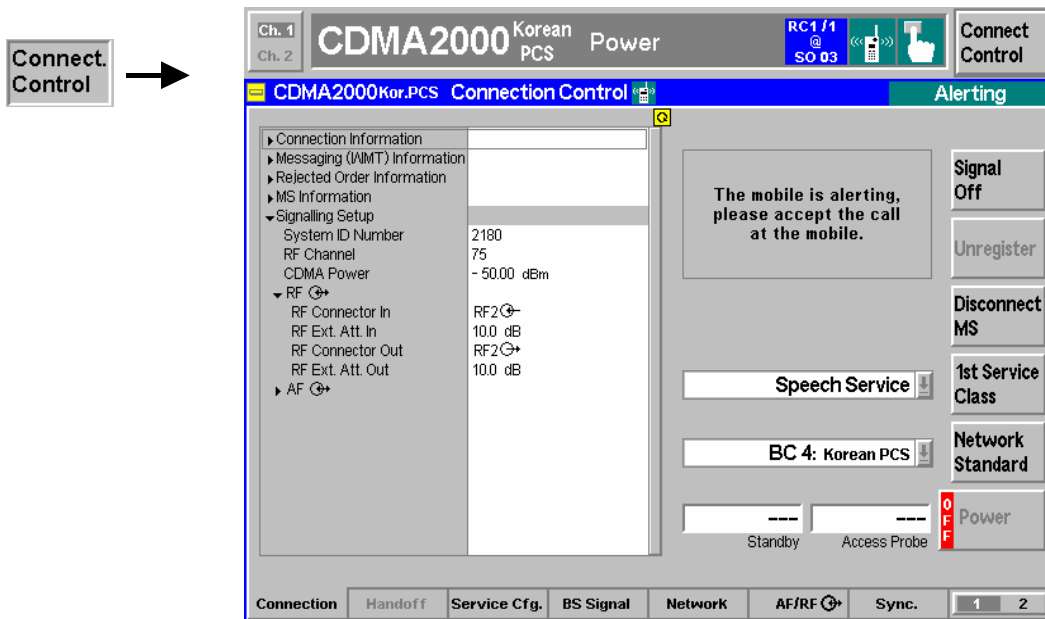 Connect.
Control
Ch. 1
Ch. 2
CDMA2000 Korean PCS Power
RC1/1
@
SO 03
Connect
Control
CDMA2000Kor.PCS Connection Control
Alerting
Connection Information
Messaging (WMT) Information
Rejected Order Information
MS Information
Signalling Setup
System ID Number 2180
RF Channel 75
CDMA Power - 50.00 dBm
RF
RF Connector In RF2
RF Ext. Att. In 10.0 dB
RF Connector Out RF2
RF Ext. Att. Out 10.0 dB
AF
The mobile is alerting,
please accept the call
at the mobile.
Speech Service
BC 4: Korean PCS
--- ---
Standby Access Probe
Signal
Off
Unregister
Disconnect
MS
1st Service
Class
Network
Standard
OFF Power
Connection Handoff Service Cfg. BS Signal Network AF/RF Sync. 1 2